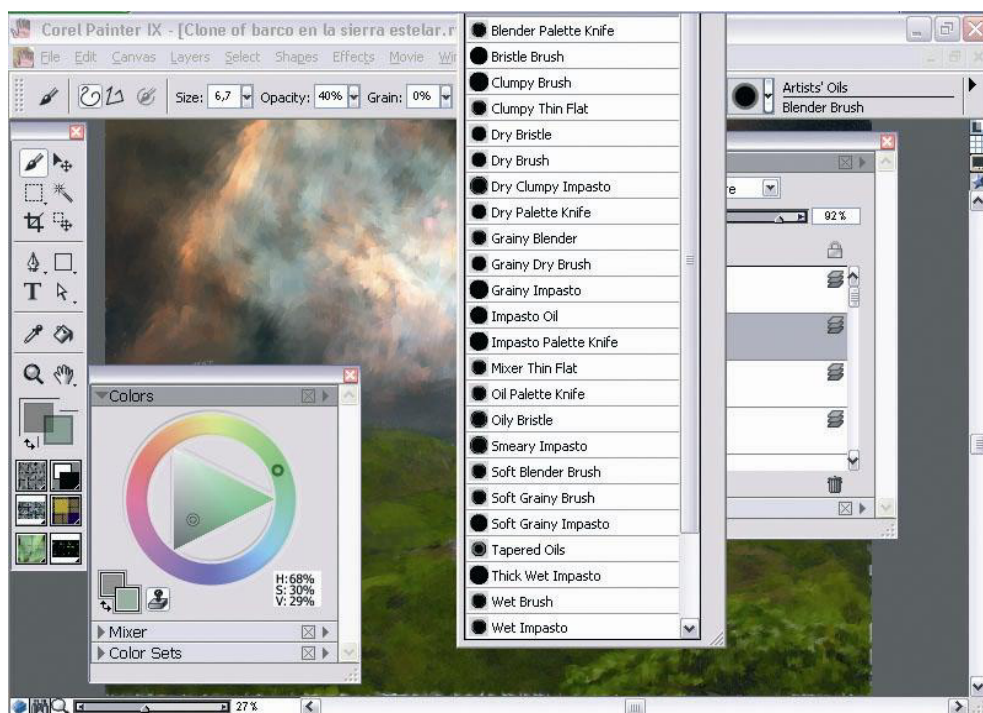 Corel Painter IX - [Clone of barco en la sierra estelar.r
File Edit Canvas Layers Select Shapes Effects Movie
Size: 6,7 Opacity: 40% Grain: 0%
Artists' Oils
Blender Brush
Blender Palette Knife
Bristle Brush
Clumpy Brush
Clumpy Thin Flat
Dry Bristle
Dry Brush
Dry Clumpy Impasto
Dry Palette Knife
Grainy Blender
Grainy Dry Brush
Grainy Impasto
Impasto Oil
Impasto Palette Knife
Mixer Thin Flat
Oil Palette Knife
Oily Bristle
Smeary Impasto
Soft Blender Brush
Soft Grainy Brush
Soft Grainy Impasto
Tapered Oils
Thick Wet Impasto
Wet Brush
Wet Impasto
re
92%
T
Colors
H:68%
S:30%
V:29%
Mixer
Color Sets
27%